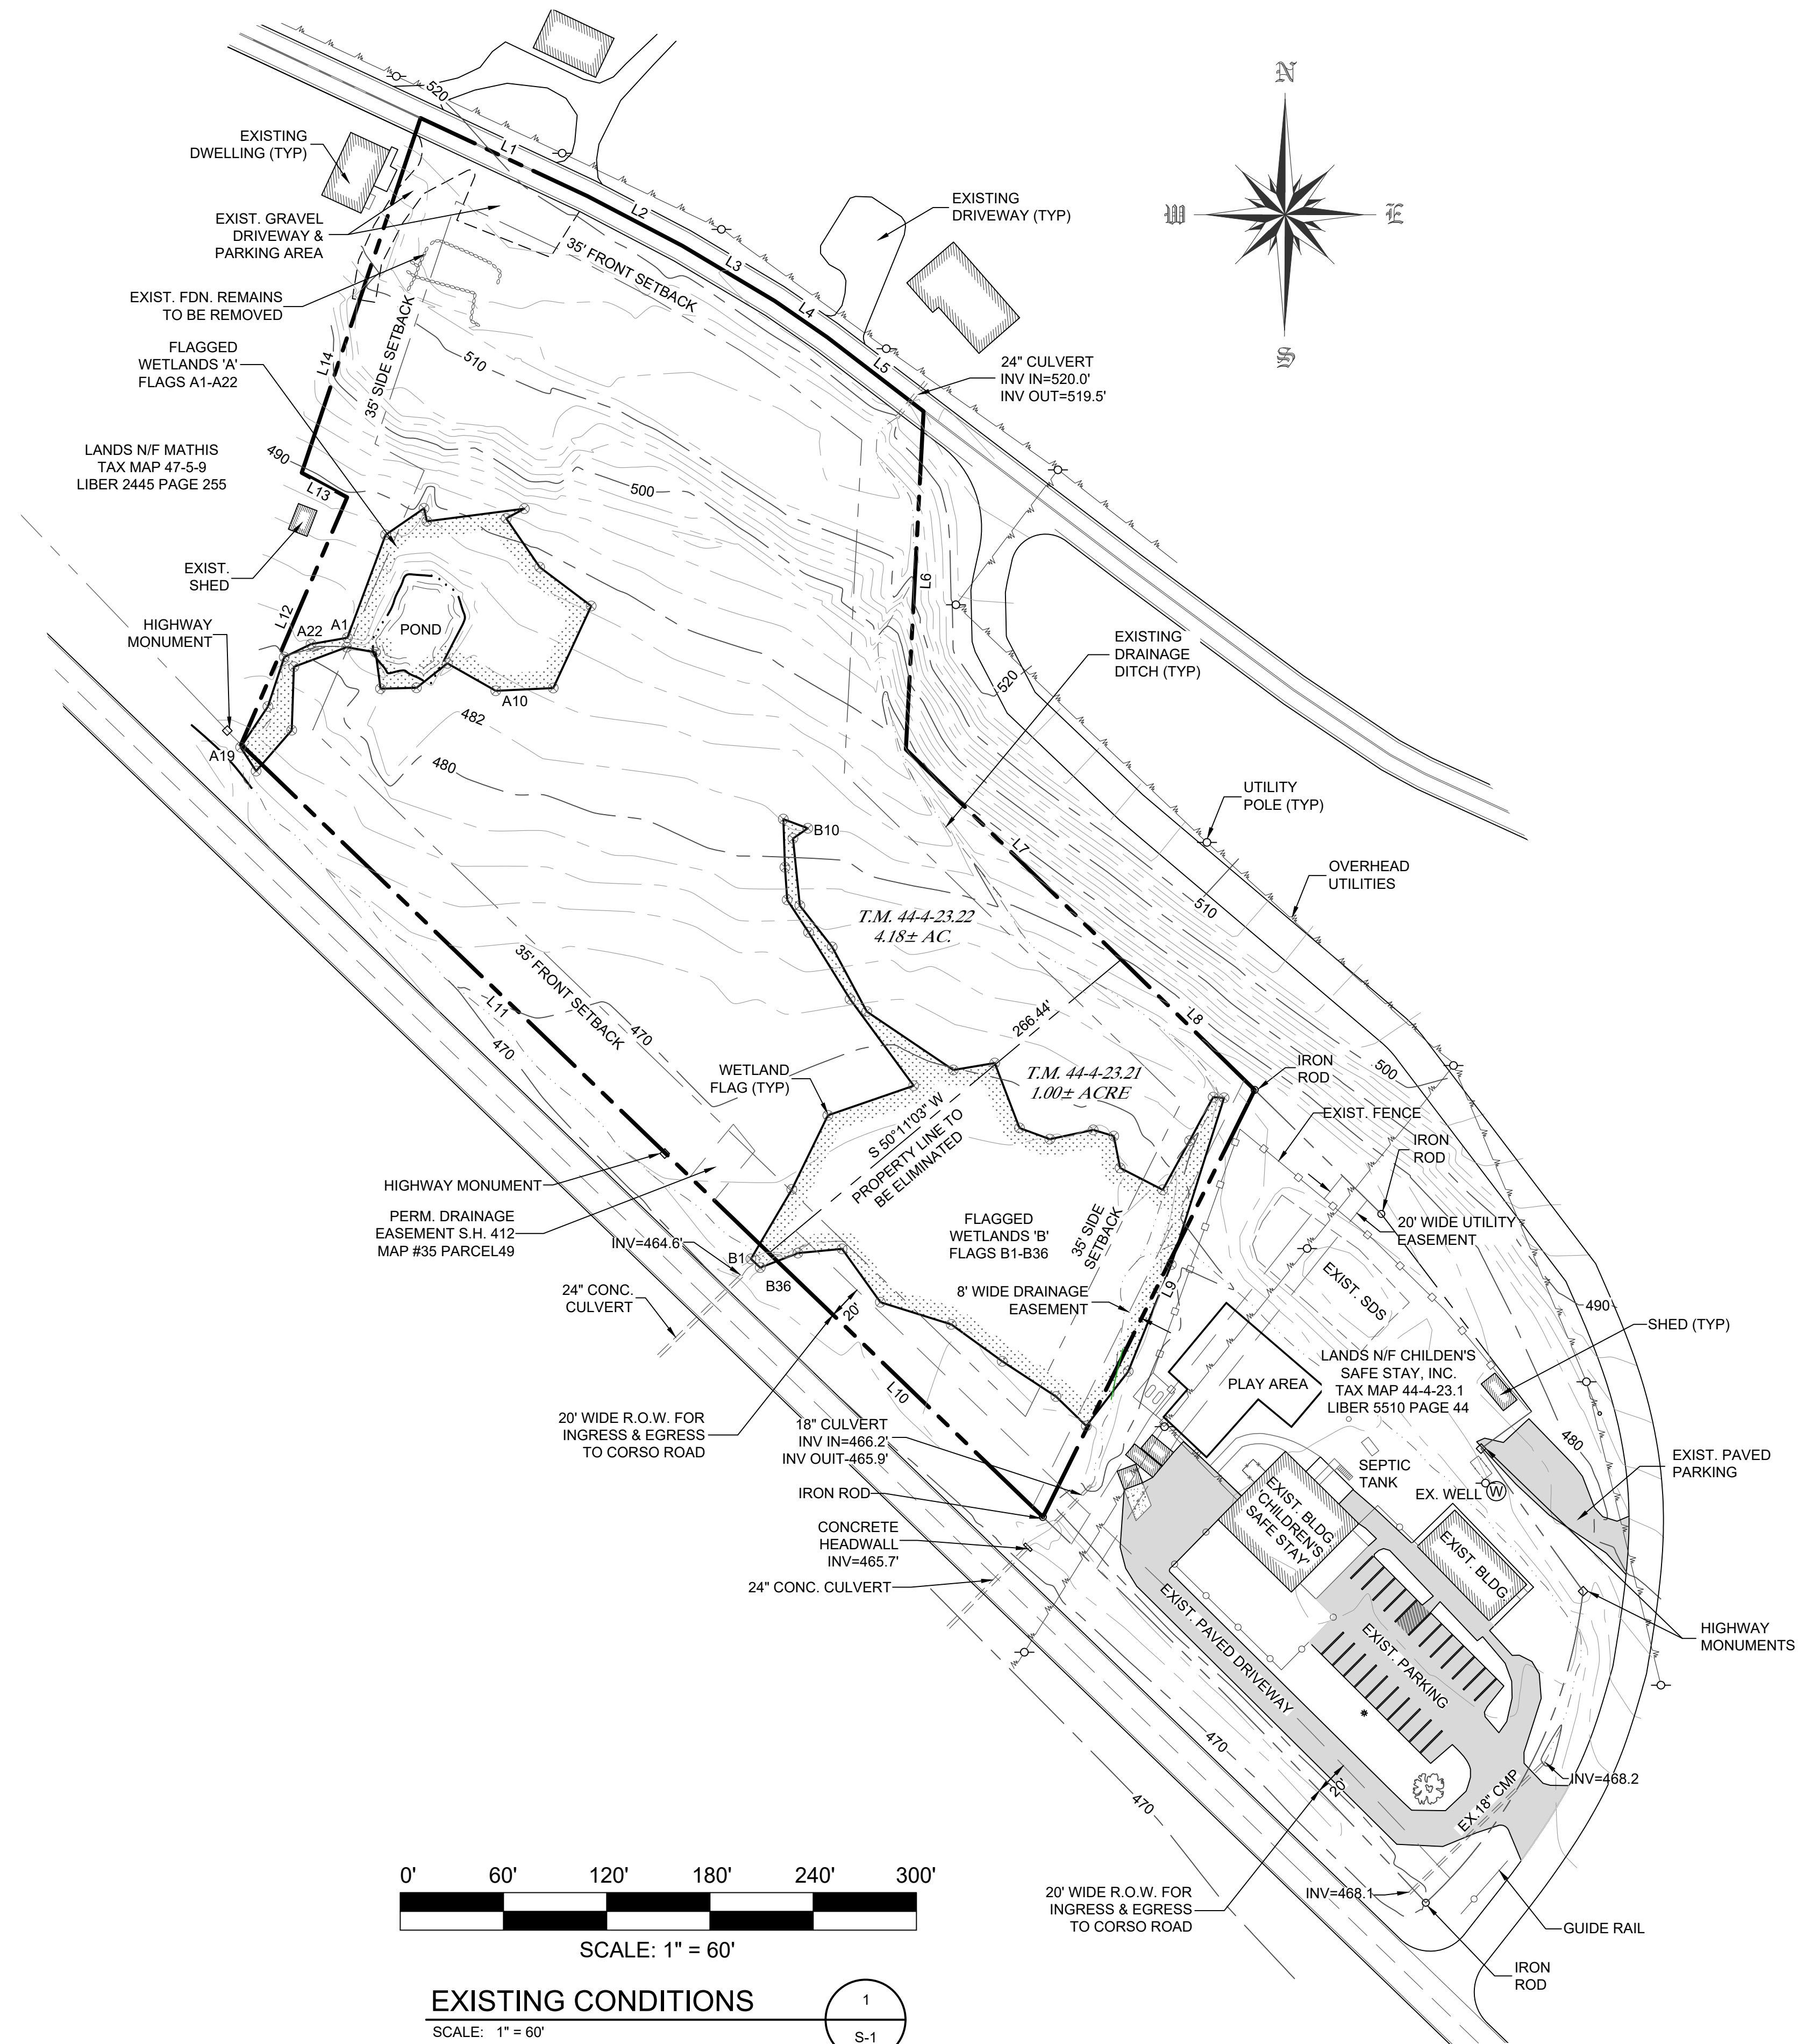 N
W
E
S
520
L1
EXISTING
DWELLING (TYP)
EXIST. GRAVEL
DRIVEWAY &
PARKING AREA
EXIST. FDN. REMAINS
TO BE REMOVED
FLAGGED
WETLANDS 'A'
FLAGS A1-A22
LANDS N/F MATHIS
TAX MAP 47-5-9
LIBER 2445 PAGE 255
EXIST.
SHED
HIGHWAY
MONUMENT
L2
35' FRONT SETBACK
L3
L4
L5
EXISTING
DRIVEWAY (TYP)
24" CULVERT
INV IN=520.0'
INV OUT=519.5'
35' SIDE SETBACK
L14
510
490
L13
500
L12
A22
A1
POND
A10
A19
482
480
L6
520
EXISTING
DRAINAGE
DITCH (TYP)
UTILITY
POLE (TYP)
OVERHEAD
UTILITIES
L7
510
B10
T.M. 44-4-23.22
4.18± AC.
35' FRONT SETBACK
L11
470
470
266.44'
L8
WETLAND
FLAG (TYP)
T.M. 44-4-23.21
1.00± ACRE
S 50°11'03" W
PROPERTY LINE TO
BE ELIMINATED
IRON
ROD
500
EXIST. FENCE
IRON
ROD
HIGHWAY MONUMENT
PERM. DRAINAGE
EASEMENT S.H. 412
MAP #35 PARCEL49
INV=464.6'
B1
B36
24" CONC.
CULVERT
FLAGGED
WETLANDS 'B'
FLAGS B1-B36
35' SIDE
SETBACK
8' WIDE DRAINAGE
EASEMENT
L9
20' WIDE UTILITY
EASEMENT
EXIST. SDS
490
SHED (TYP)
20'
L10
20' WIDE R.O.W. FOR
INGRESS & EGRESS
TO CORSO ROAD
18" CULVERT
INV IN=466.2'
INV OUIT-465.9'
IRON ROD
CONCRETE
HEADWALL
INV=465.7'
24" CONC. CULVERT
LANDS N/F CHILDEN'S
SAFE STAY, INC.
TAX MAP 44-4-23.1
LIBER 5510 PAGE 44
PLAY AREA
480
EXIST. PAVED
PARKING
SEPTIC
TANK
EX. WELL
W
EXIST. BLDG.
'CHILDREN'S
SAFE STAY'
EXIST. BLDG.
HIGHWAY
MONUMENTS
EXIST. PAVED DRIVEWAY
EXIST. PARKING
470
470
20'
EX.18" CMP
INV=468.2
INV=468.1
20' WIDE R.O.W. FOR
INGRESS & EGRESS
TO CORSO ROAD
GUIDE RAIL
IRON
ROD
0' 60' 120' 180' 240' 300'
SCALE: 1" = 60'
EXISTING CONDITIONS
SCALE: 1" = 60'
1
S-1